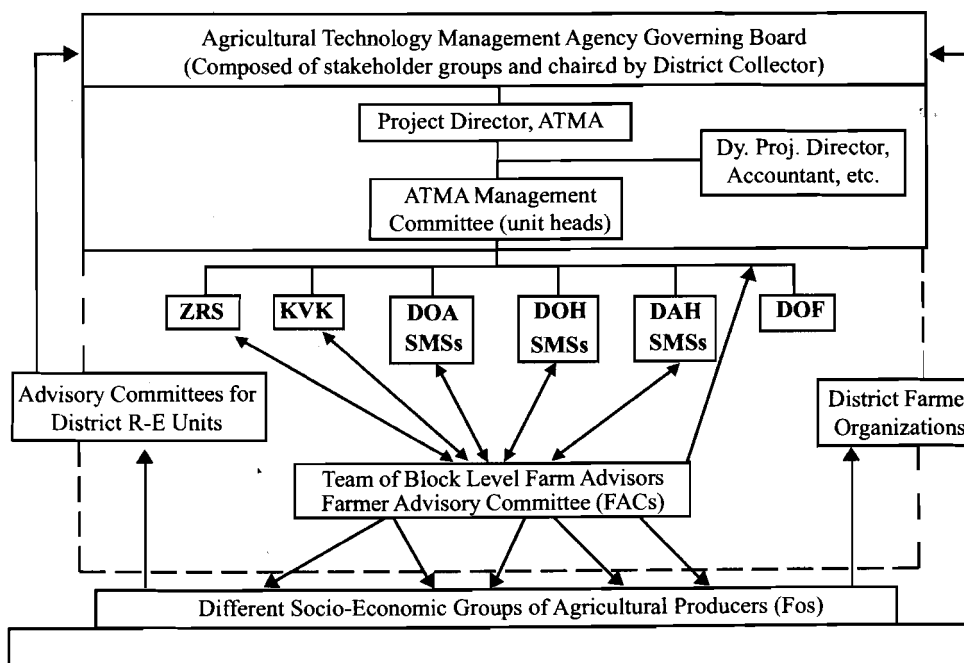 Agricultural Technology Management Agency Governing Board
(Composed of stakeholder groups and chaired by District Collector)
Project Director, ATMA
Dy. Proj. Director,
Accountant, etc.
ATMA Management
Committee (unit heads)
ZRS
KVK
DOA
SMSs
DOH
SMSs
DAH
SMSs
DOF
Advisory Committees for
District R-E Units
District Farme
Organizations
Team of Block Level Farm Advisors
Farmer Advisory Committee (FACs)
Different Socio-Economic Groups of Agricultural Producers (Fos)